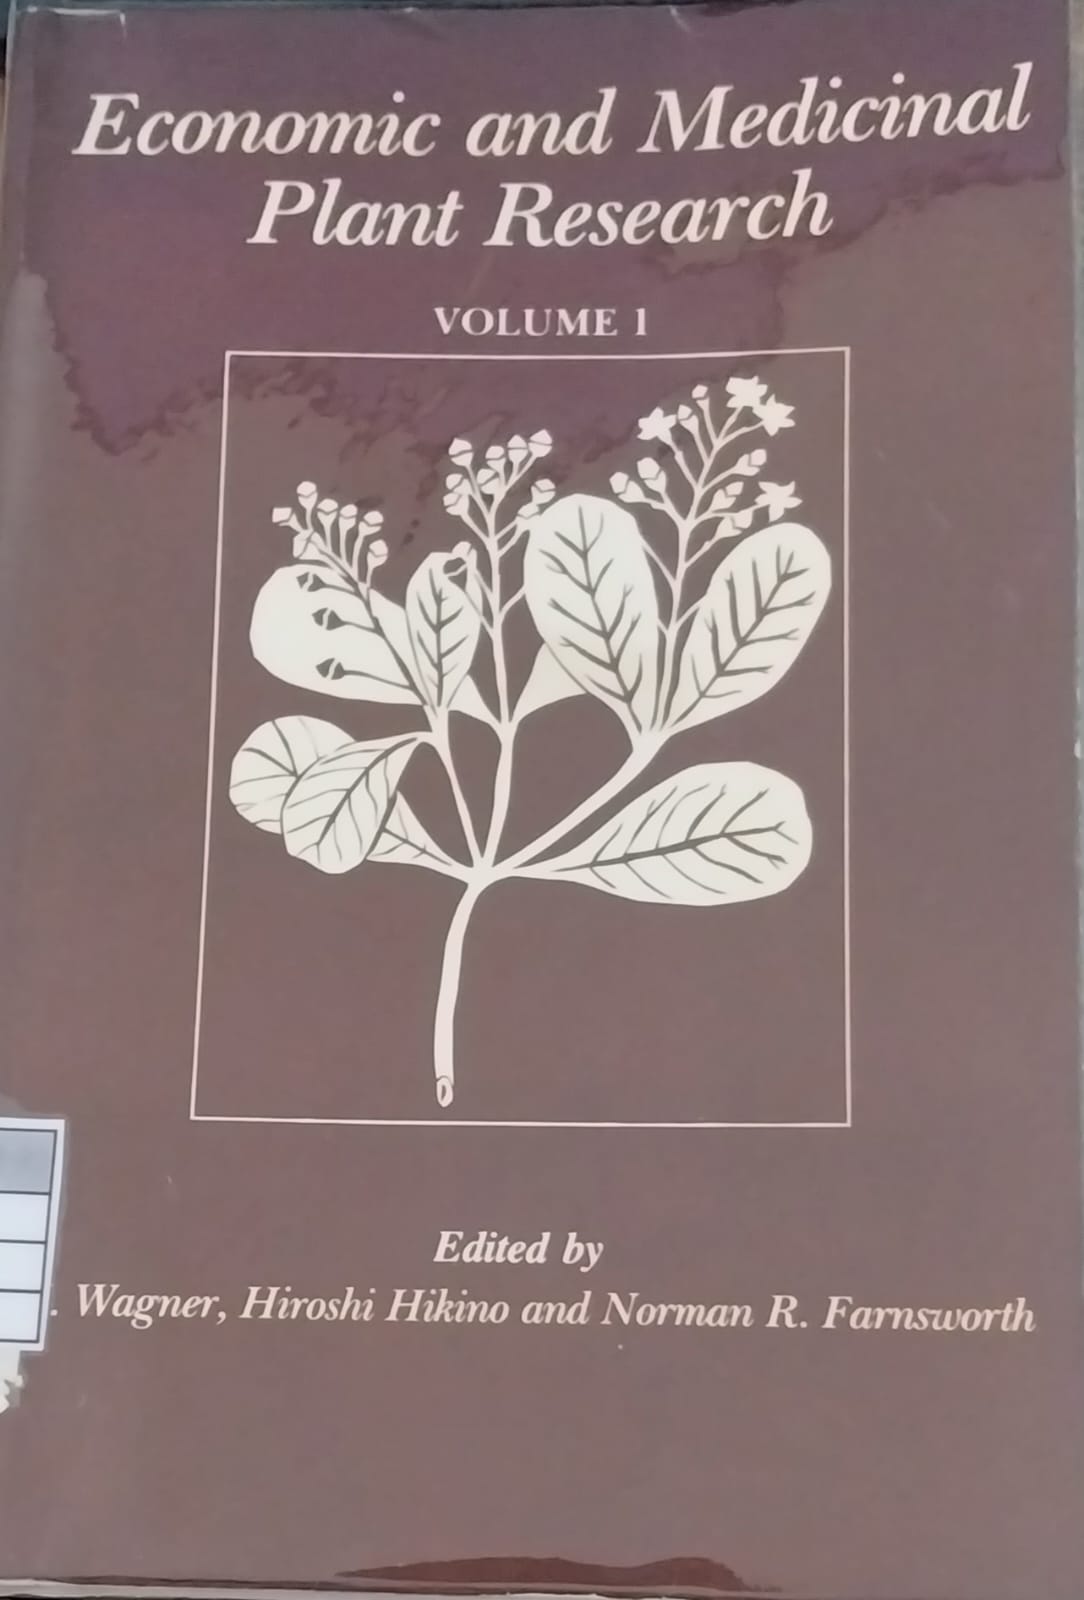 Economic and Medicinal
Plant Research
VOLUME 1
Edited by
. Wagner, Hiroshi Hikino and Norman R. Farnsworth